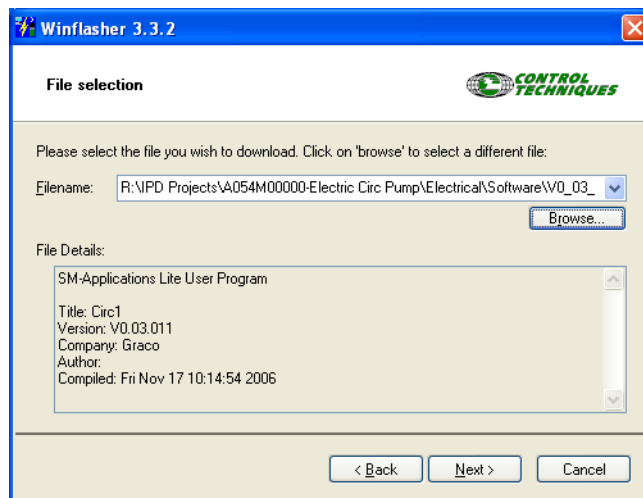 Winflasher 3.3.2
File selection
CONTROL
TECHNIQUES
Please select the file you wish to download. Click on 'browse' to select a different file:
Filename: R:\IPD Projects\A054M00000-Electric Circ Pump\Electrical\Software\V0_03_
Browse...
File Details:
SM-Applications Lite User Program
Title: Circ1
Version: V0.03.011
Company: Graco
Author:
Compiled: Fri Nov 17 10:14:54 2006
< Back Next > Cancel